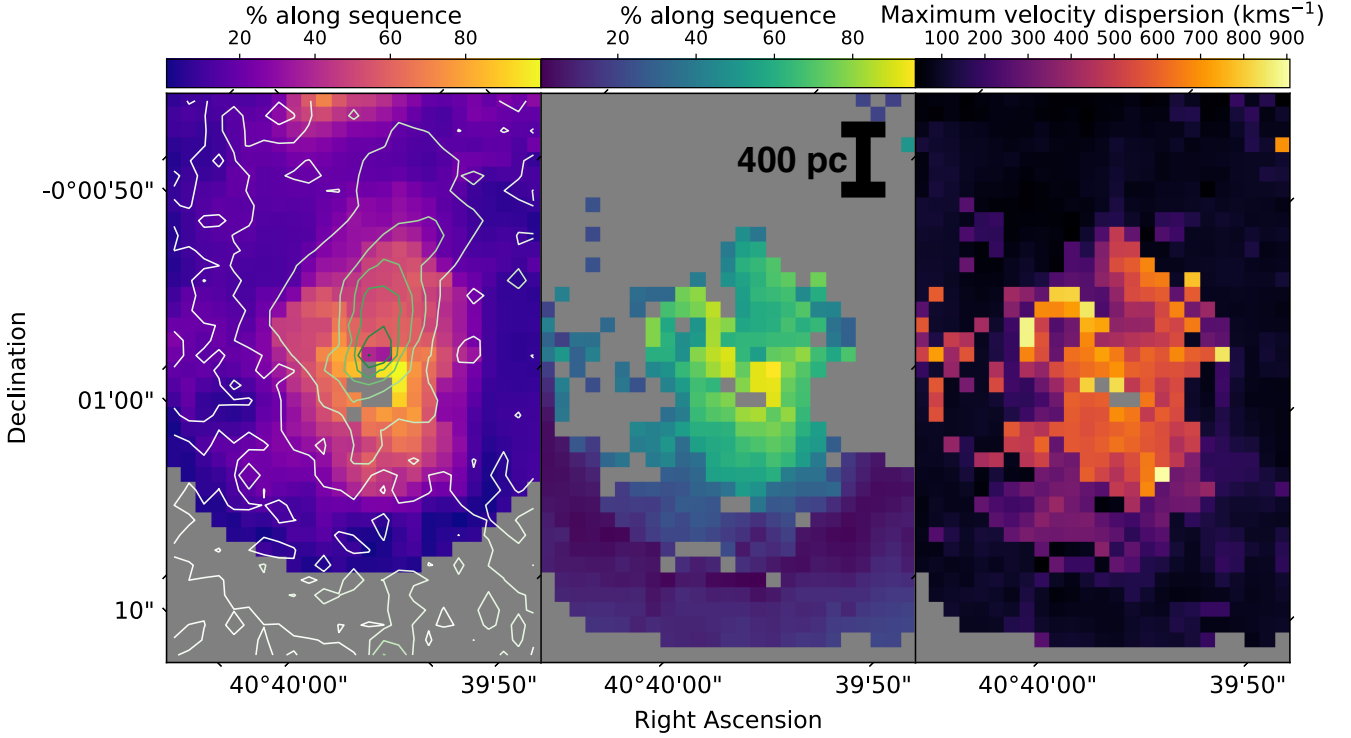 % along sequence % along sequence Maximum velocity dispersion (kms⁻¹)
20 40 60 80 20 40 60 80 100 200 300 400 500 600 700 800 900
400 pc
-0°00'50"
01'00"
10"
Declination
40°40'00" 39'50" 40°40'00" 39'50" 40°40'00" 39'50"
Right Ascension